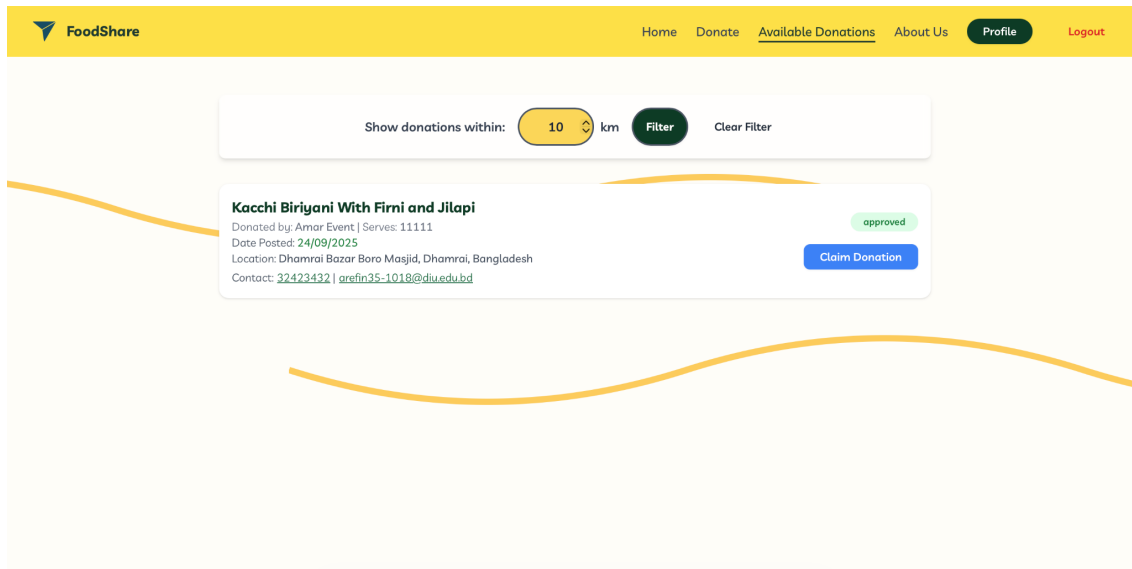 FoodShare
Home Donate Available Donations About Us Profile Logout
Show donations within: 10 km Filter Clear Filter
Kacchi Biriyani With Firni and Jilapi
Donated by: Amar Event | Serves: 11111
approved
Date Posted: 24/09/2025
Location: Dhamrai Bazar Boro Masjid, Dhamrai, Bangladesh
Claim Donation
Contact: 32423432 | arefin35-1018@diu.edu.bd